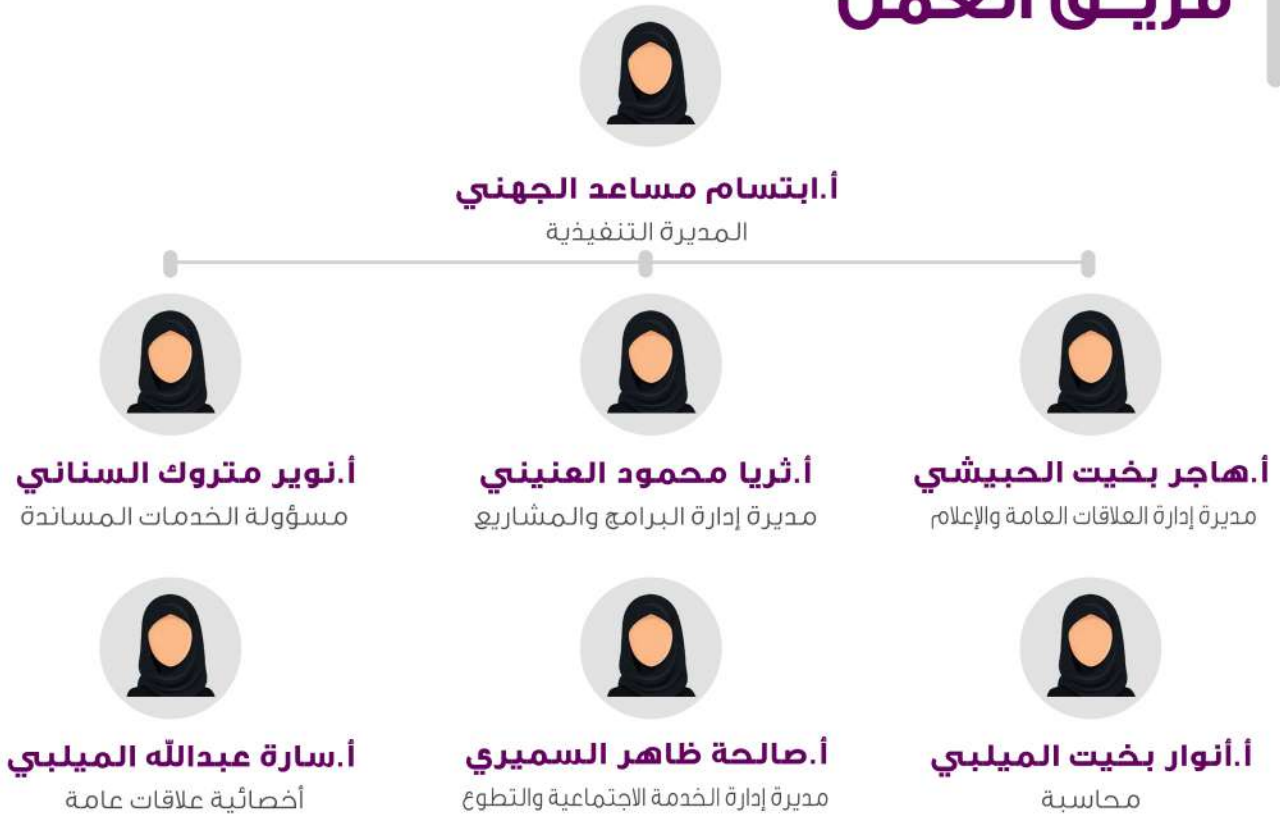 فريق العمل
أ.ابتسام مساعد الجهني
المديرة التنفيذية
أ.هاجر بخيت الحبيشي
مديرة إدارة العلاقات العامة والإعلام
أ.ثريا محمود العنيني
مديرة إدارة البرامج والمشاريع
أ.نوير متروك السناني
مسؤولة الخدمات المساندة
أ.أنوار بخيت الميلبي
محاسبة
أ.صالحة ظاهر السميري
مديرة إدارة الخدمة الاجتماعية والتطوع
أ.سارة عبدالله الميلبي
أخصائية علاقات عامة